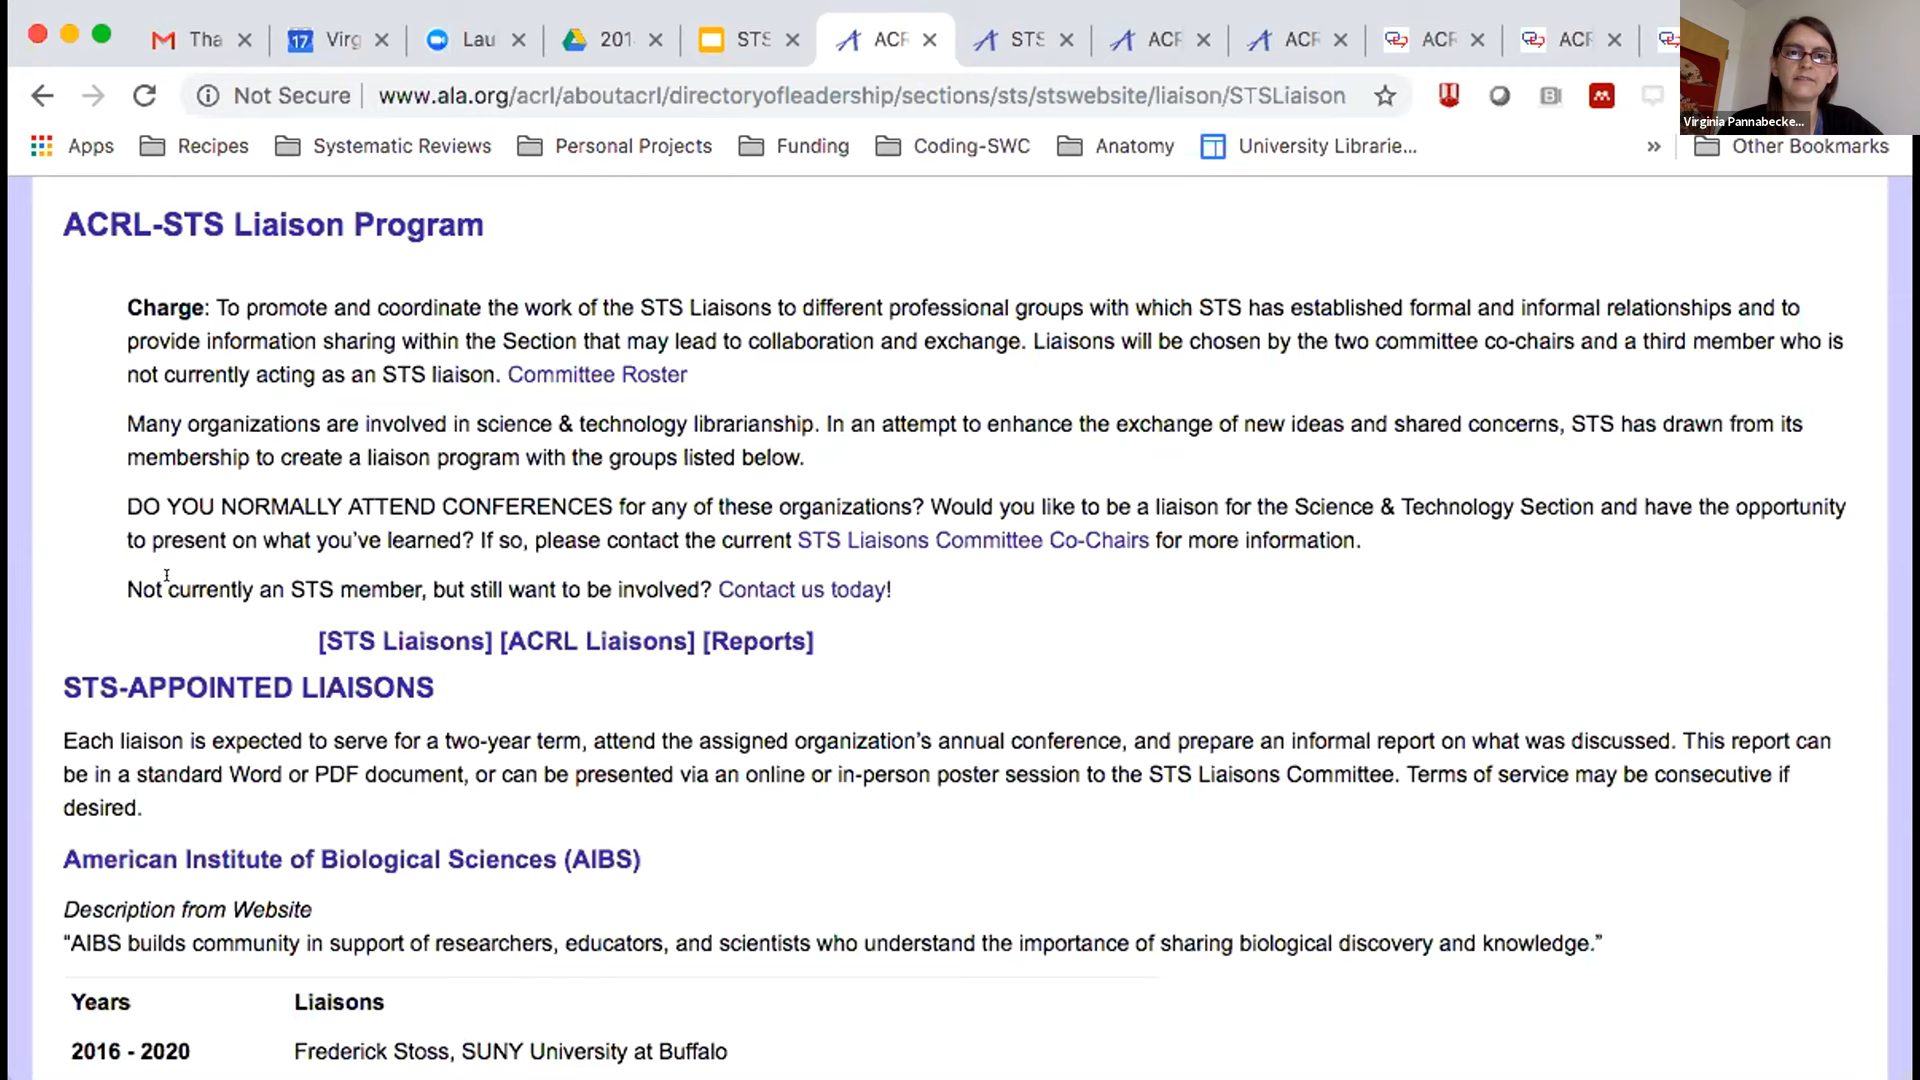 Tha
17 Virg
Lau
201
STS
ACR
STS
ACR
ACR
ACR
ACR
Not Secure | www.ala.org/acrl/aboutacrl/directoryofleadership/sections/sts/stswebsite/liaison/STSLiaison
Virginia Pannabecke...
Apps Recipes Systematic Reviews Personal Projects Funding Coding-SWC Anatomy University Librarie... » Other Bookmarks
ACRL-STS Liaison Program
Charge: To promote and coordinate the work of the STS Liaisons to different professional groups with which STS has established formal and informal relationships and to
provide information sharing within the Section that may lead to collaboration and exchange. Liaisons will be chosen by the two committee co-chairs and a third member who is
not currently acting as an STS liaison. Committee Roster
Many organizations are involved in science & technology librarianship. In an attempt to enhance the exchange of new ideas and shared concerns, STS has drawn from its
membership to create a liaison program with the groups listed below.
DO YOU NORMALLY ATTEND CONFERENCES for any of these organizations? Would you like to be a liaison for the Science & Technology Section and have the opportunity
to present on what you've learned? If so, please contact the current STS Liaisons Committee Co-Chairs for more information.
Not currently an STS member, but still want to be involved? Contact us today!
[STS Liaisons] [ACRL Liaisons] [Reports]
STS-APPOINTED LIAISONS
Each liaison is expected to serve for a two-year term, attend the assigned organization's annual conference, and prepare an informal report on what was discussed. This report can
be in a standard Word or PDF document, or can be presented via an online or in-person poster session to the STS Liaisons Committee. Terms of service may be consecutive if
desired.
American Institute of Biological Sciences (AIBS)
Description from Website
"AIBS builds community in support of researchers, educators, and scientists who understand the importance of sharing biological discovery and knowledge."
Years Liaisons
2016 - 2020 Frederick Stoss, SUNY University at Buffalo